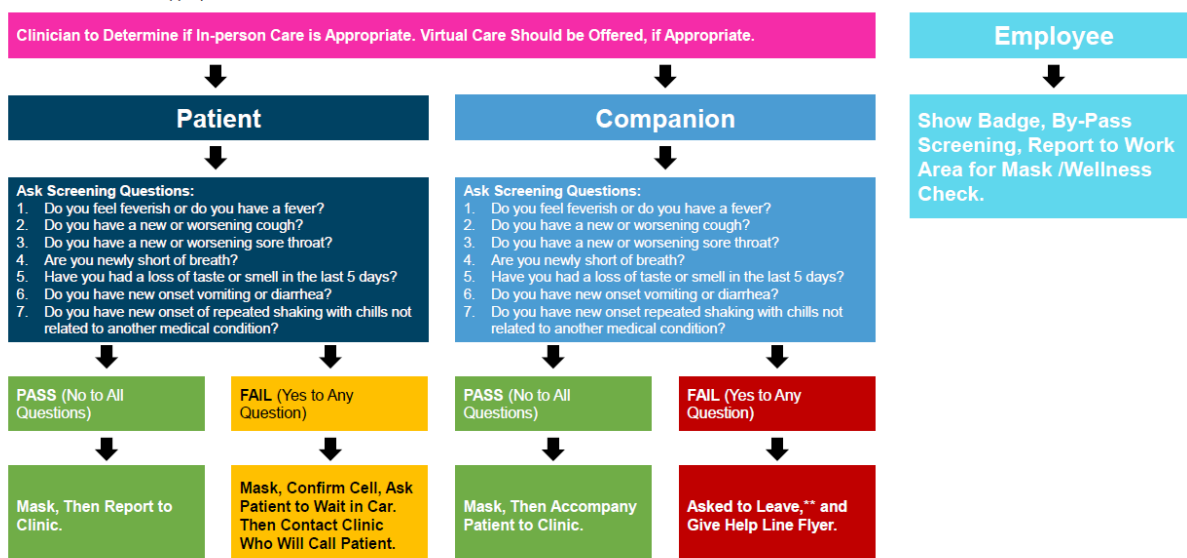 Clinician to Determine if In-person Care is Appropriate. Virtual Care Should be Offered, if Appropriate.
Patient
Ask Screening Questions:
1. Do you feel feverish or do you have a fever?
2. Do you have a new or worsening cough?
3. Do you have a new or worsening sore throat?
4. Are you newly short of breath?
5. Have you had a loss of taste or smell in the last 5 days?
6. Do you have new onset vomiting or diarrhea?
7. Do you have new onset of repeated shaking with chills not
related to another medical condition?
PASS (No to All
Questions)
Mask, Then Report to
Clinic.
FAIL (Yes to Any
Question)
Mask, Confirm Cell, Ask
Patient to Wait in Car.
Then Contact Clinic
Who Will Call Patient.
Companion
Ask Screening Questions:
1. Do you feel feverish or do you have a fever?
2. Do you have a new or worsening cough?
3. Do you have a new or worsening sore throat?
4. Are you newly short of breath?
5. Have you had a loss of taste or smell in the last 5 days?
6. Do you have new onset vomiting or diarrhea?
7. Do you have new onset repeated shaking with chills not
related to another medical condition?
PASS (No to All
Questions)
Mask, Then Accompany
Patient to Clinic.
FAIL (Yes to Any
Question)
Asked to Leave,** and
Give Help Line Flyer.
Employee
Show Badge, By-Pass
Screening, Report to Work
Area for Mask /Wellness
Check.